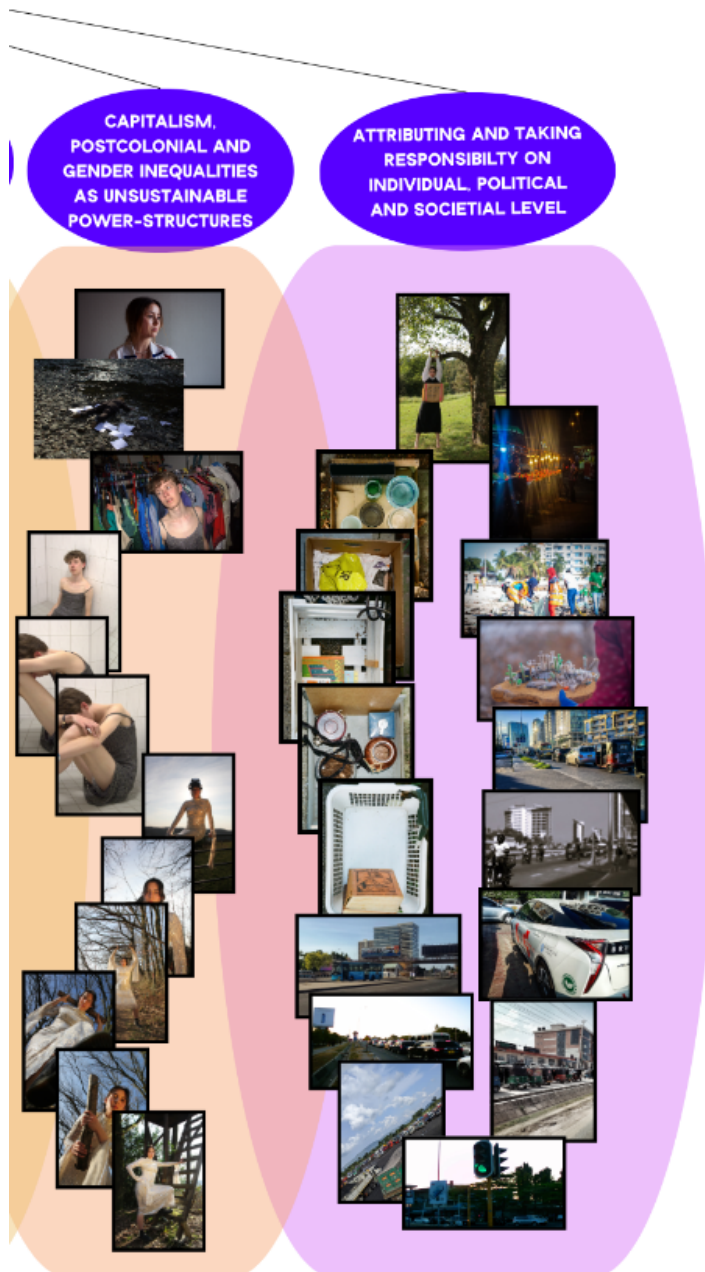 CAPITALISM,
POSTCOLONIAL AND
GENDER INEQUALITIES
AS UNSUSTAINABLE
POWER-STRUCTURES
ATTRIBUTING AND TAKING
RESPONSIBILTY ON
INDIVIDUAL, POLITICAL
AND SOCIETIAL LEVEL